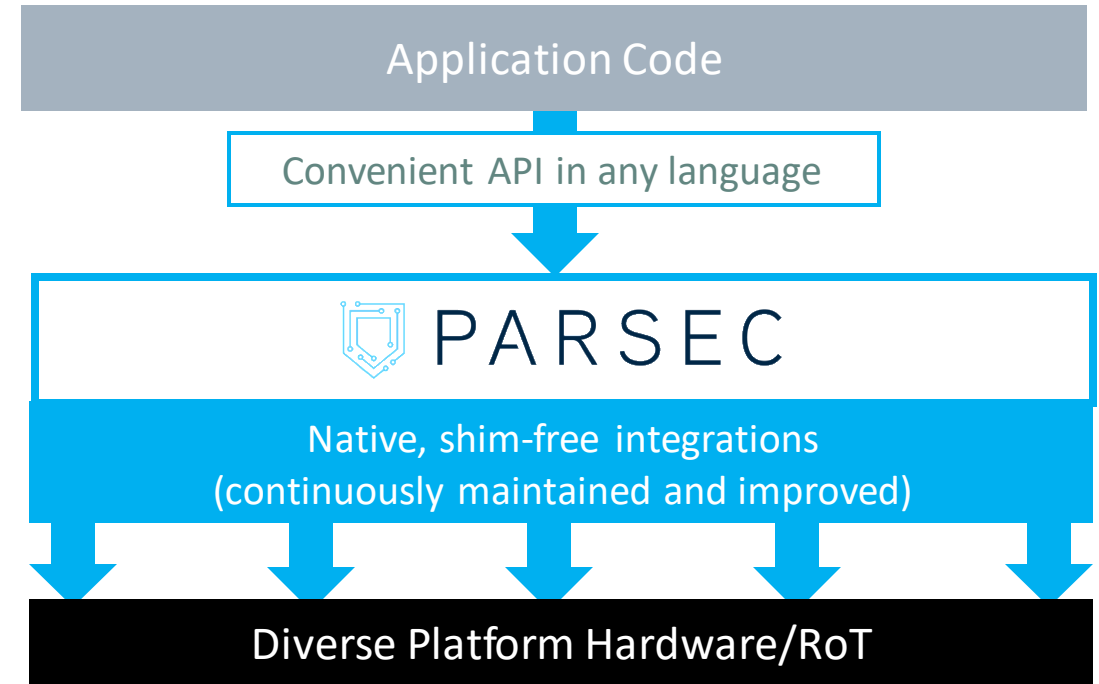 Application Code
Convenient API in any language
PARSEC
Native, shim-free integrations
(continuously maintained and improved)
Diverse Platform Hardware/RoT